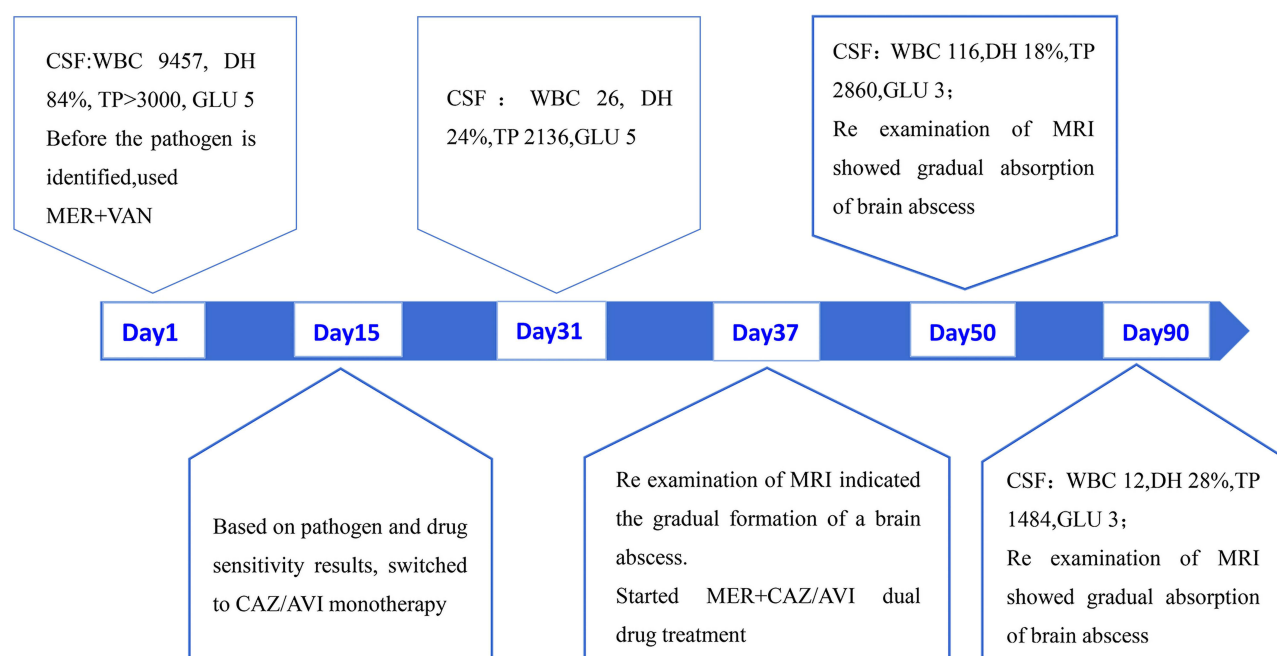 CSF:WBC 9457, DH
84%, TP>3000, GLU 5
Before the pathogen is
identified,used
MER+VAN
CSF： WBC 26, DH
24%,TP 2136,GLU 5
CSF：WBC 116,DH 18%,TP
2860,GLU 3；
Re examination of MRI
showed gradual absorption
of brain abscess
Day1
Day15
Day31
Day37
Day50
Day90
Based on pathogen and drug
sensitivity results, switched
to CAZ/AVI monotherapy
Re examination of MRI indicated
the gradual formation of a brain
abscess.
Started MER+CAZ/AVI dual
drug treatment
CSF：WBC 12,DH 28%,TP
1484,GLU 3；
Re examination of MRI
showed gradual absorption
of brain abscess